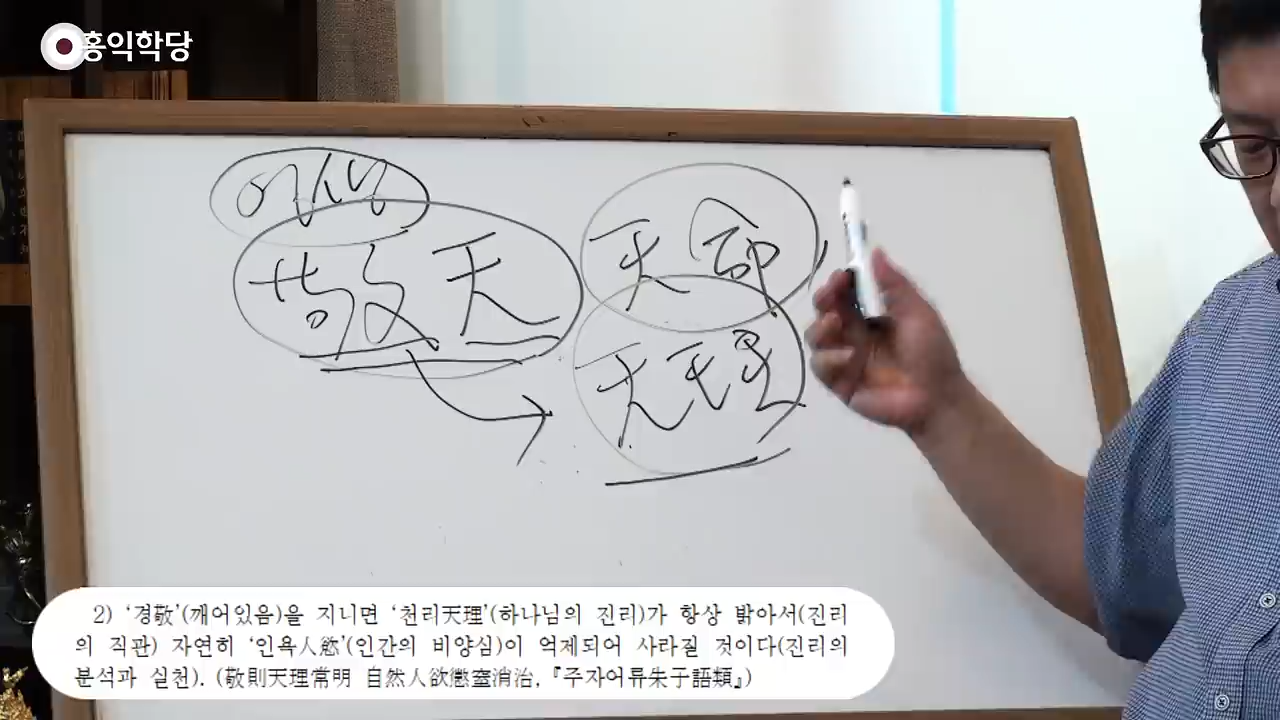 홍익학당
인성
敬天
天命
天天理
2) ‘경敬’(깨어있음)을 지니면 ‘천리天理’(하나님의 진리)가 항상 밝아서(진리
의 직관) 자연히 ‘인욕人慾’(인간의 비양심)이 억제되어 사라질 것이다(진리의
분석과 실천). (敬則天理常明 自然人欲懲窒消治, 『주자어류朱子語類』)